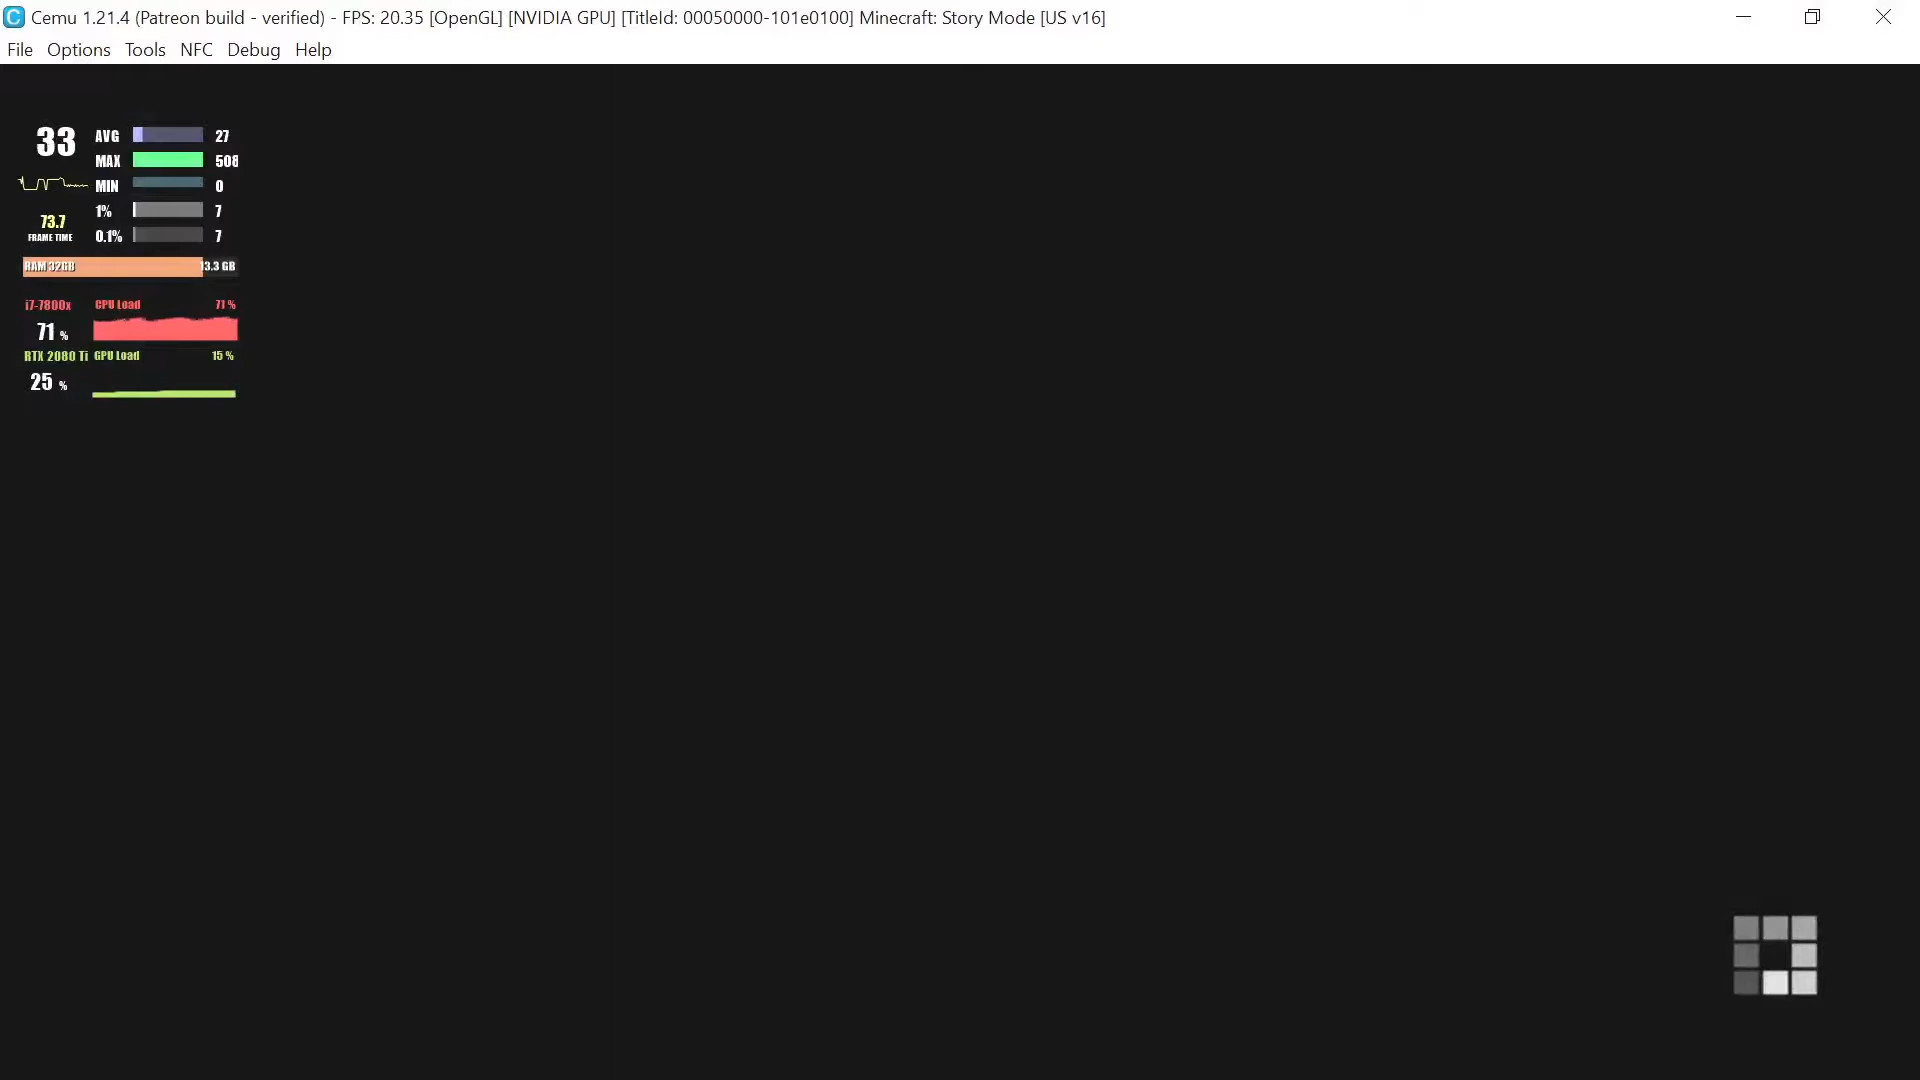 Cemu 1.21.4 (Patreon build - verified) - FPS: 20.35 [OpenGL] [NVIDIA GPU] [TitleId: 00050000-101e0100] Minecraft: Story Mode [US v16]
File Options Tools NFC Debug Help
33 AVG 27
MAX 508
MIN 0
1% 7
73.7
FRAME TIME 0.1% 7
RAM 32GB 13.3 GB
i7-7800x CPU Load 71 %
71 %
RTX 2080 Ti GPU Load 15 %
25 %